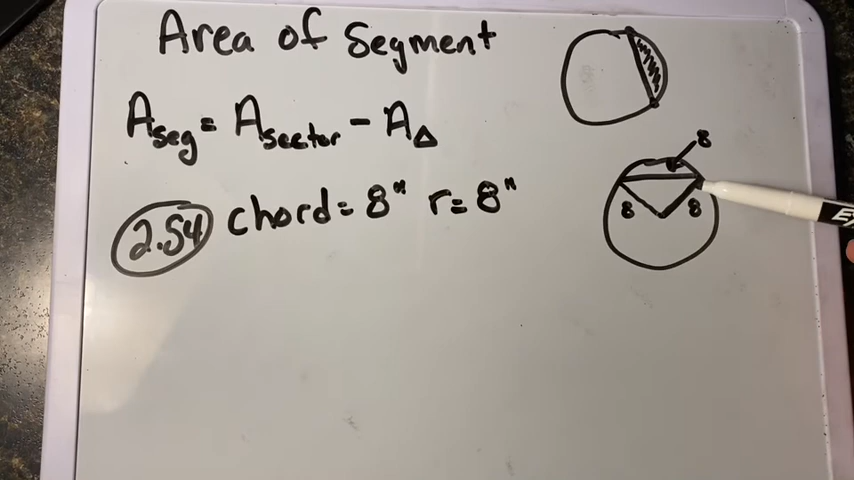 Area of Segment
Aseg = Asector - A△
2.54 chord = 8" r = 8"
8
8 8